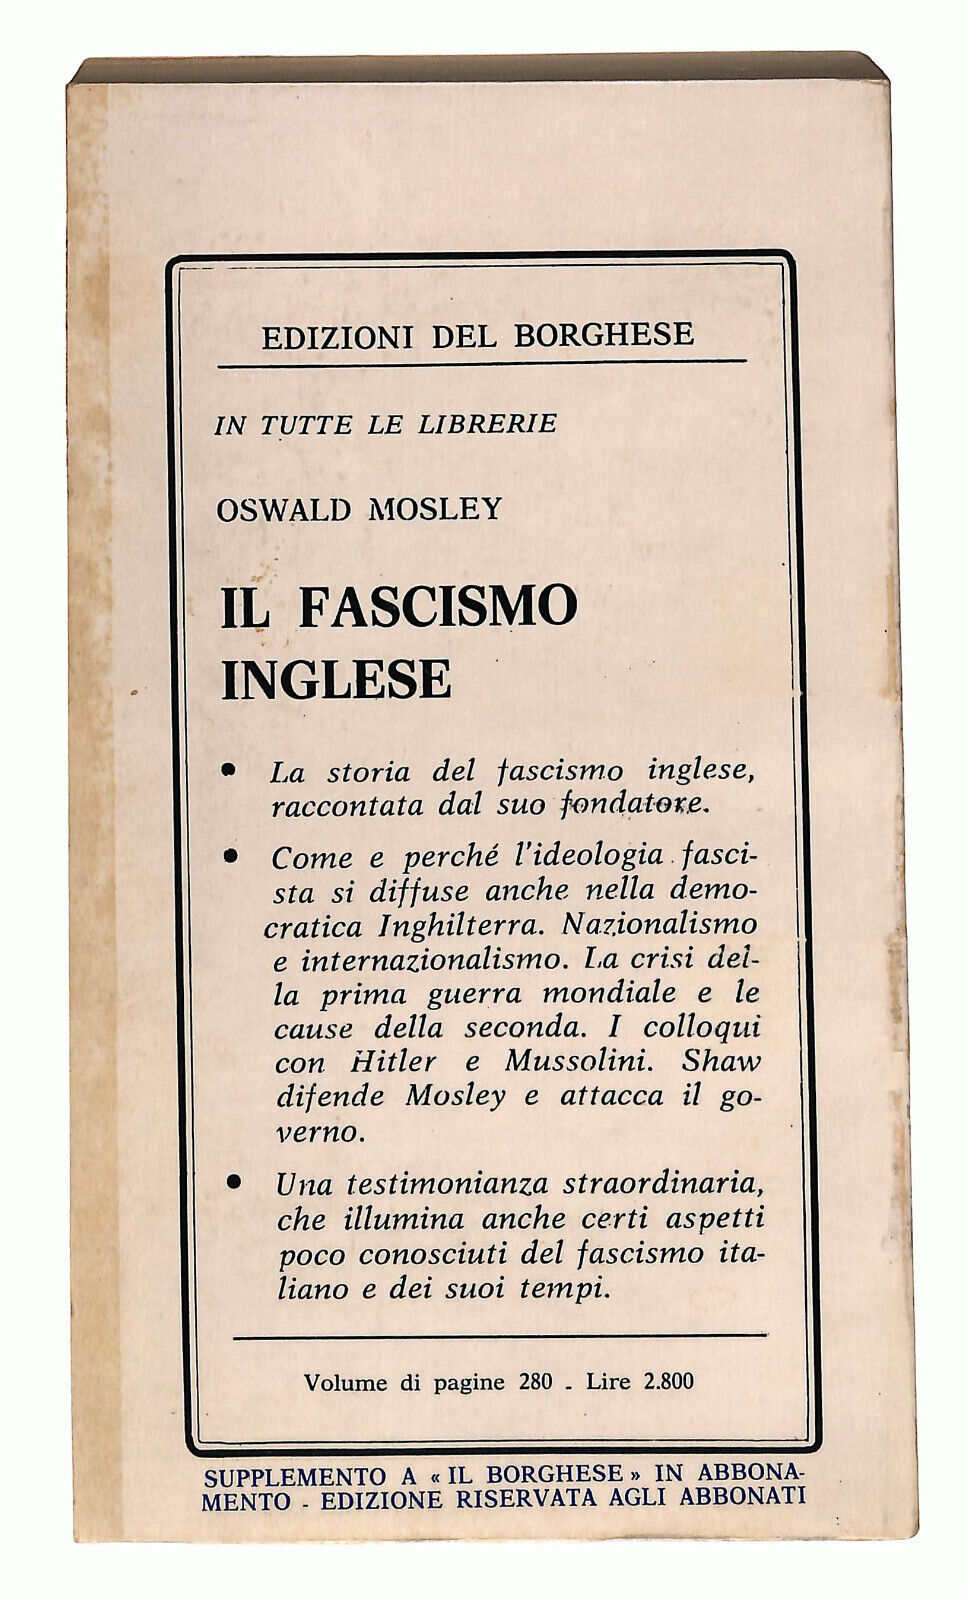 EDIZIONI DEL BORGHESE
IN TUTTE LE LIBRERIE
OSWALD MOSLEY
IL FASCISMO
INGLESE
• La storia del fascismo inglese,
raccontata dal suo fondatore.
• Come e perché l'ideologia fasci-
sta si diffuse anche nella demo-
cratica Inghilterra. Nazionalismo
e internazionalismo. La crisi del-
la prima guerra mondiale e le
cause della seconda. I colloqui
con Hitler e Mussolini. Shaw
difende Mosley e attacca il go-
verno.
• Una testimonianza straordinaria,
che illumina anche certi aspetti
poco conosciuti del fascismo ita-
liano e dei suoi tempi.
Volume di pagine 280 - Lire 2.800
SUPPLEMENTO A « IL BORGHESE » IN ABBONA-
MENTO - EDIZIONE RISERVATA AGLI ABBONATI